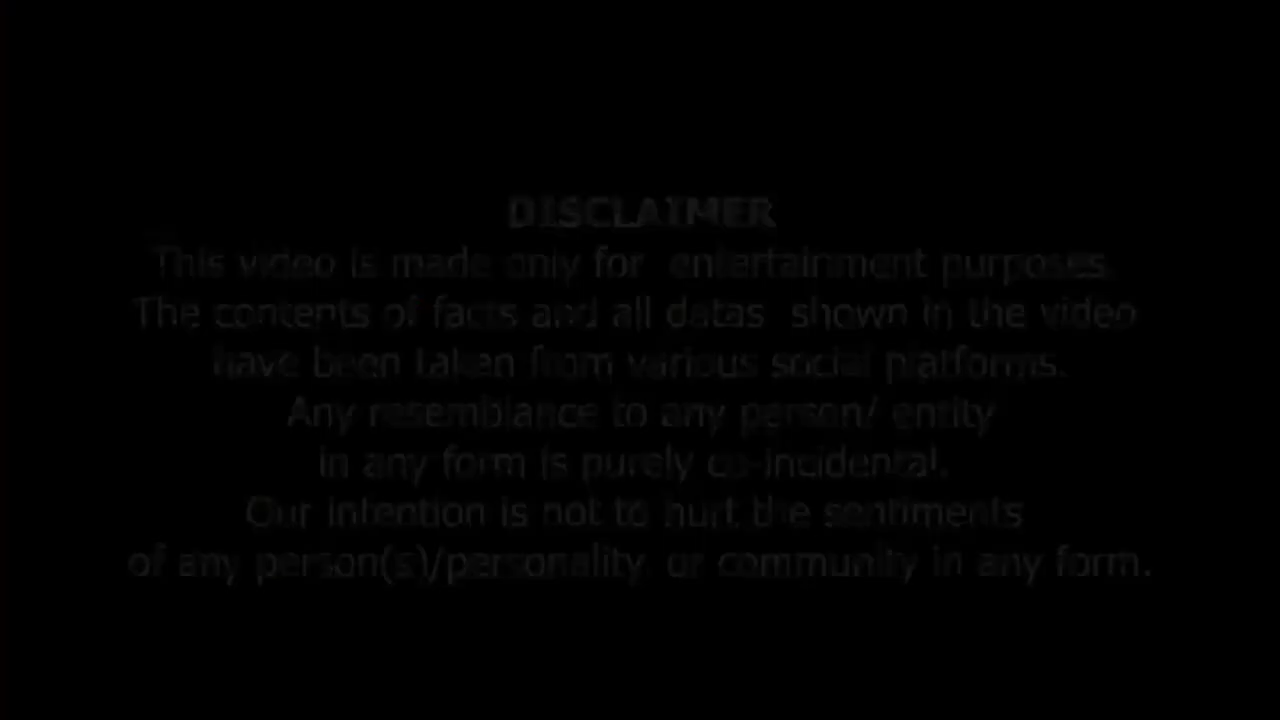 DISCLAIMER
This video is made only for entertainment purposes.
The contents of facts and all datas shown in the video
have been taken from various social platforms.
Any resemblance to any person/ entity
in any form is purely co-incidental.
Our intention is not to hurt the sentiments
of any person(s)/personality or community in any form.